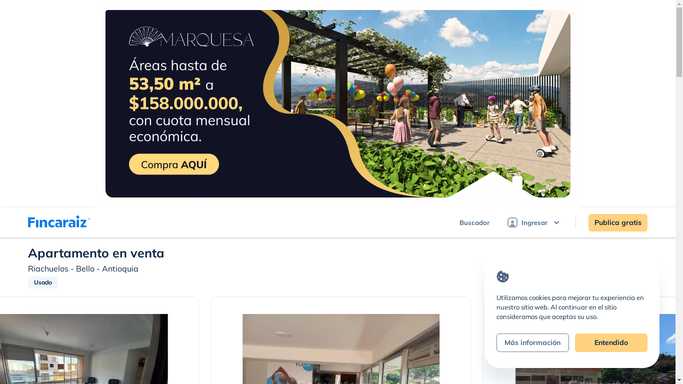 MARQUESA
Áreas hasta de
53,50 m² a
$158.000.000,
con cuota mensual
económica.
Compra AQUÍ
Fincaraiz
Buscador
Ingresar
Publica gratis
Apartamento en venta
Riachuelos - Bello - Antioquia
Usado
Utilizamos cookies para mejorar tu experiencia en
nuestro sitio web. Al continuar en el sitio
consideramos que aceptas su uso.
Más información
Entendido